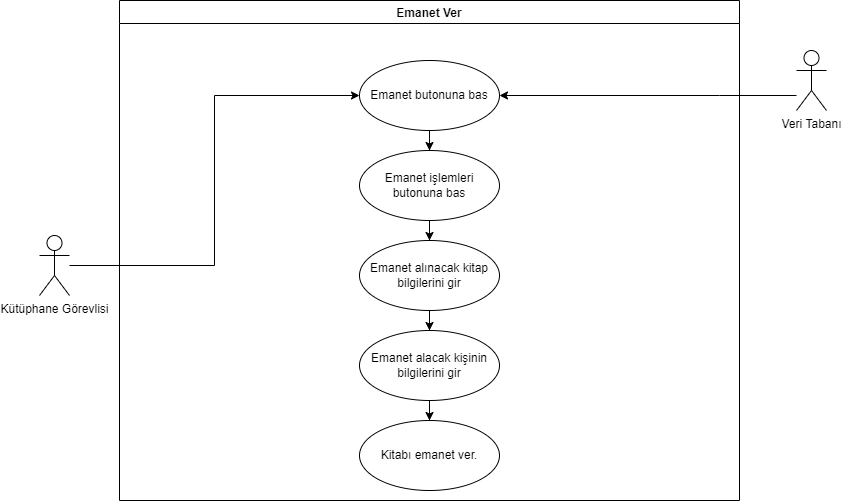 Emanet Ver
Emanet butonuna bas
Veri Tabanı
Emanet işlemleri
butonuna bas
Kütüphane Görevlisi
Emanet alınacak kitap
bilgilerini gir
Emanet alacak kişinin
bilgilerini gir
Kitabı emanet ver.